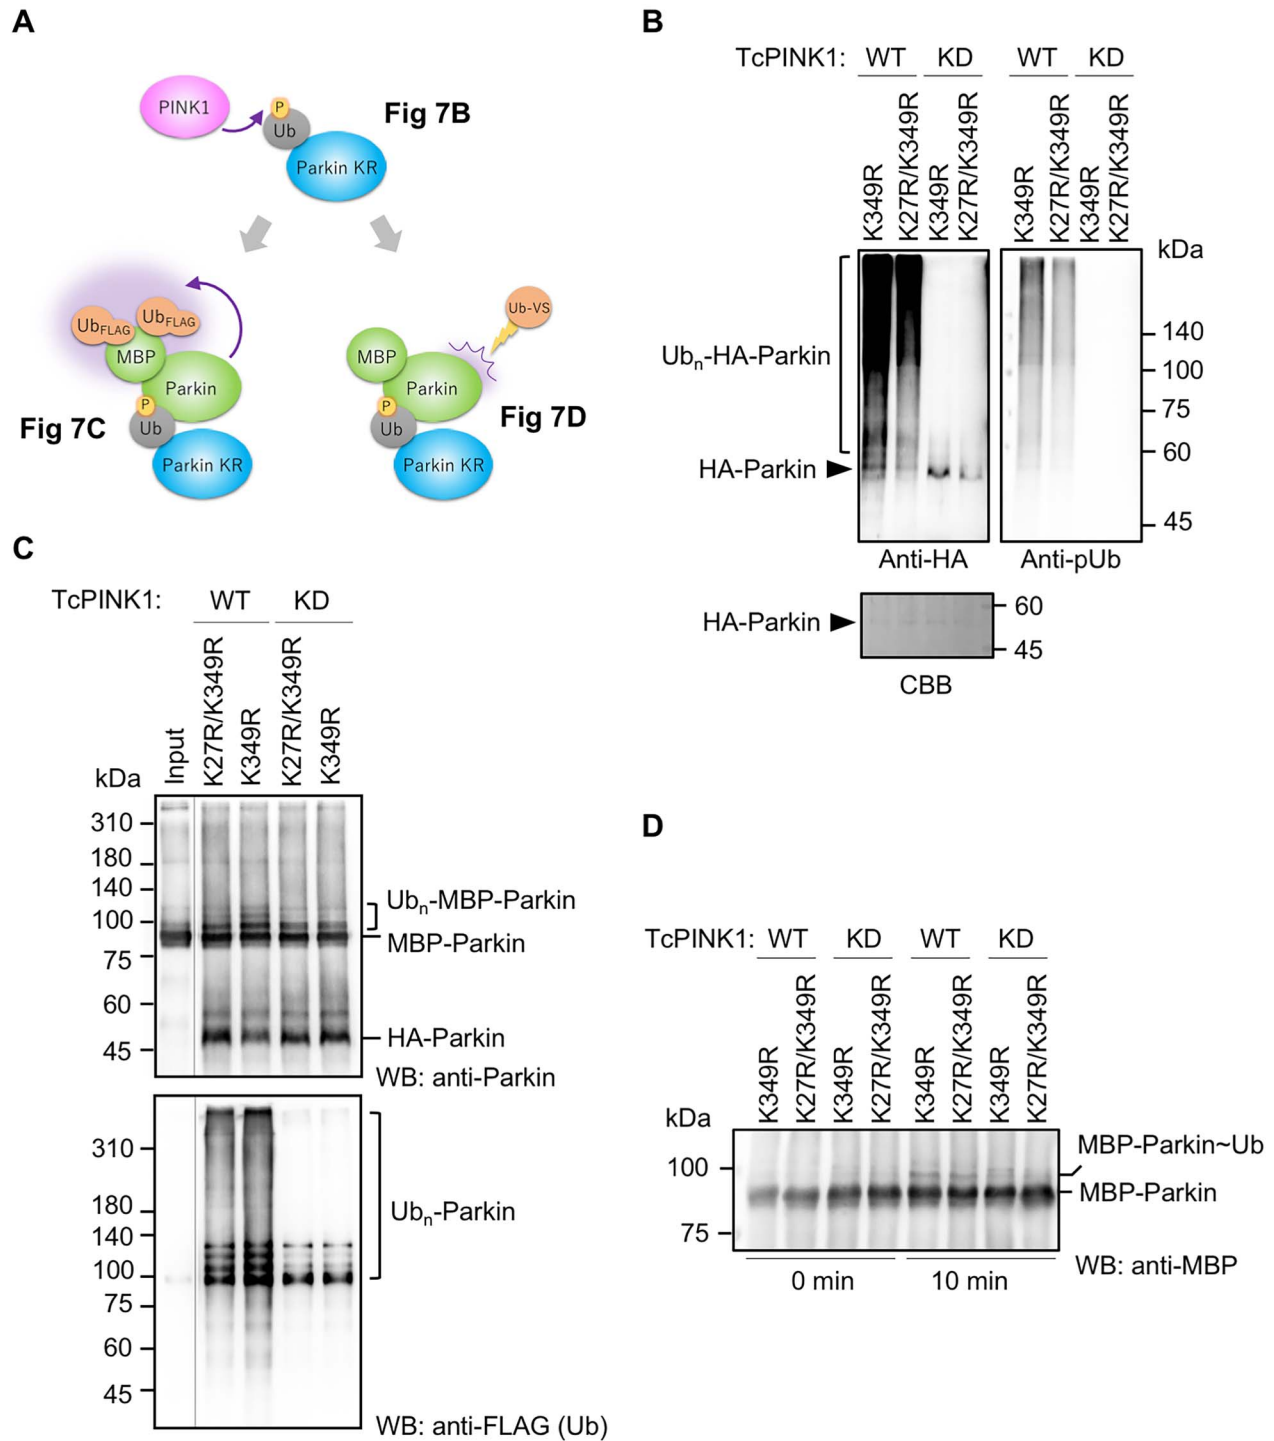 A
PINK1
P
Ub
Parkin KR
Fig 7B
UbFLAG
UbFLAG
MBP
Parkin
P
Ub
Parkin KR
Fig 7C
Ub-VS
MBP
Parkin
P
Ub
Parkin KR
Fig 7D
B
TcPINK1: WT KD WT KD
K349R K27R/K349R K349R K27R/K349R K349R K27R/K349R K349R K27R/K349R
kDa
Ubn-HA-Parkin
HA-Parkin
140
100
75
60
45
Anti-HA Anti-pUb
HA-Parkin
60
45
CBB
C
TcPINK1: WT KD
Input K27R/K349R K349R K27R/K349R K349R
kDa
310
180
140
100
75
60
45
Ubn-MBP-Parkin
MBP-Parkin
HA-Parkin
WB: anti-Parkin
310
180
140
100
75
60
45
Ubn-Parkin
WB: anti-FLAG (Ub)
D
TcPINK1: WT KD WT KD
K349R K27R/K349R K349R K27R/K349R K349R K27R/K349R K349R K27R/K349R
kDa
100
75
MBP-Parkin~Ub
MBP-Parkin
WB: anti-MBP
0 min 10 min